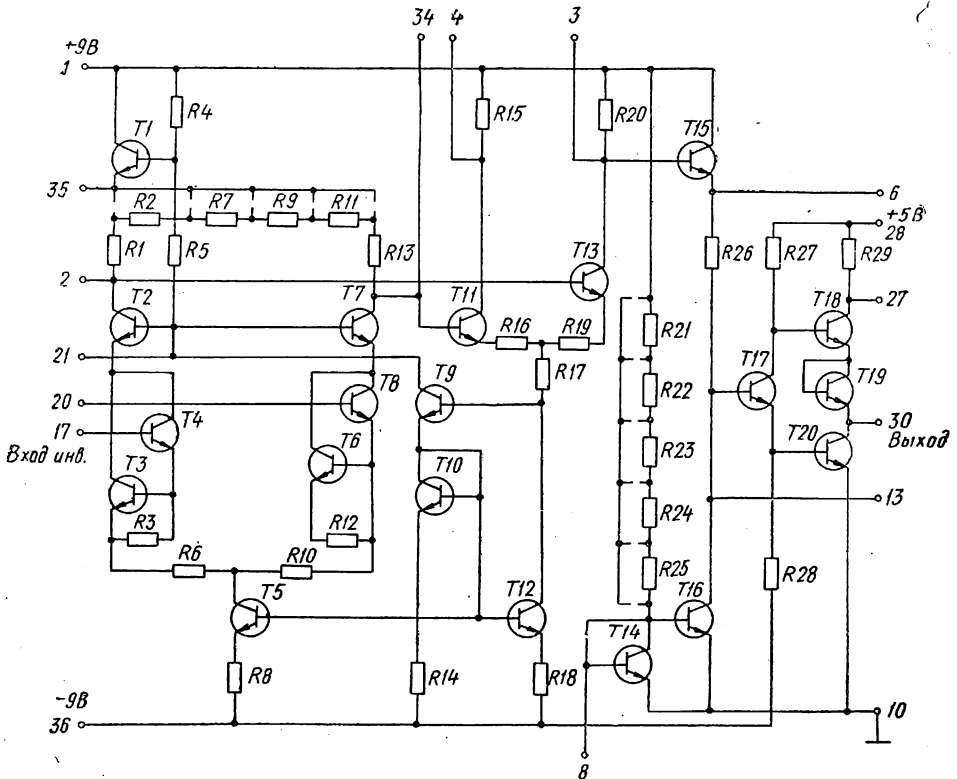 34 4 3
+9В
1
R4
R15
R20
T1
T15
35
6
R2 R7 R9 R11
+5В
28
R1
R5
R13
R26
R27
R29
T13
2
27
T2
T7
T11
T18
R16
R19
R21
21
T17
T19
R17
T9
T8
R22
20
T4
30
17
Выход
T20
Вход инв.
T6
R23
T3
T10
13
R3
R12
R24
R6
R10
R25
R28
T5
T12
T16
T14
R8
R14
R18
-9В
36
10
8